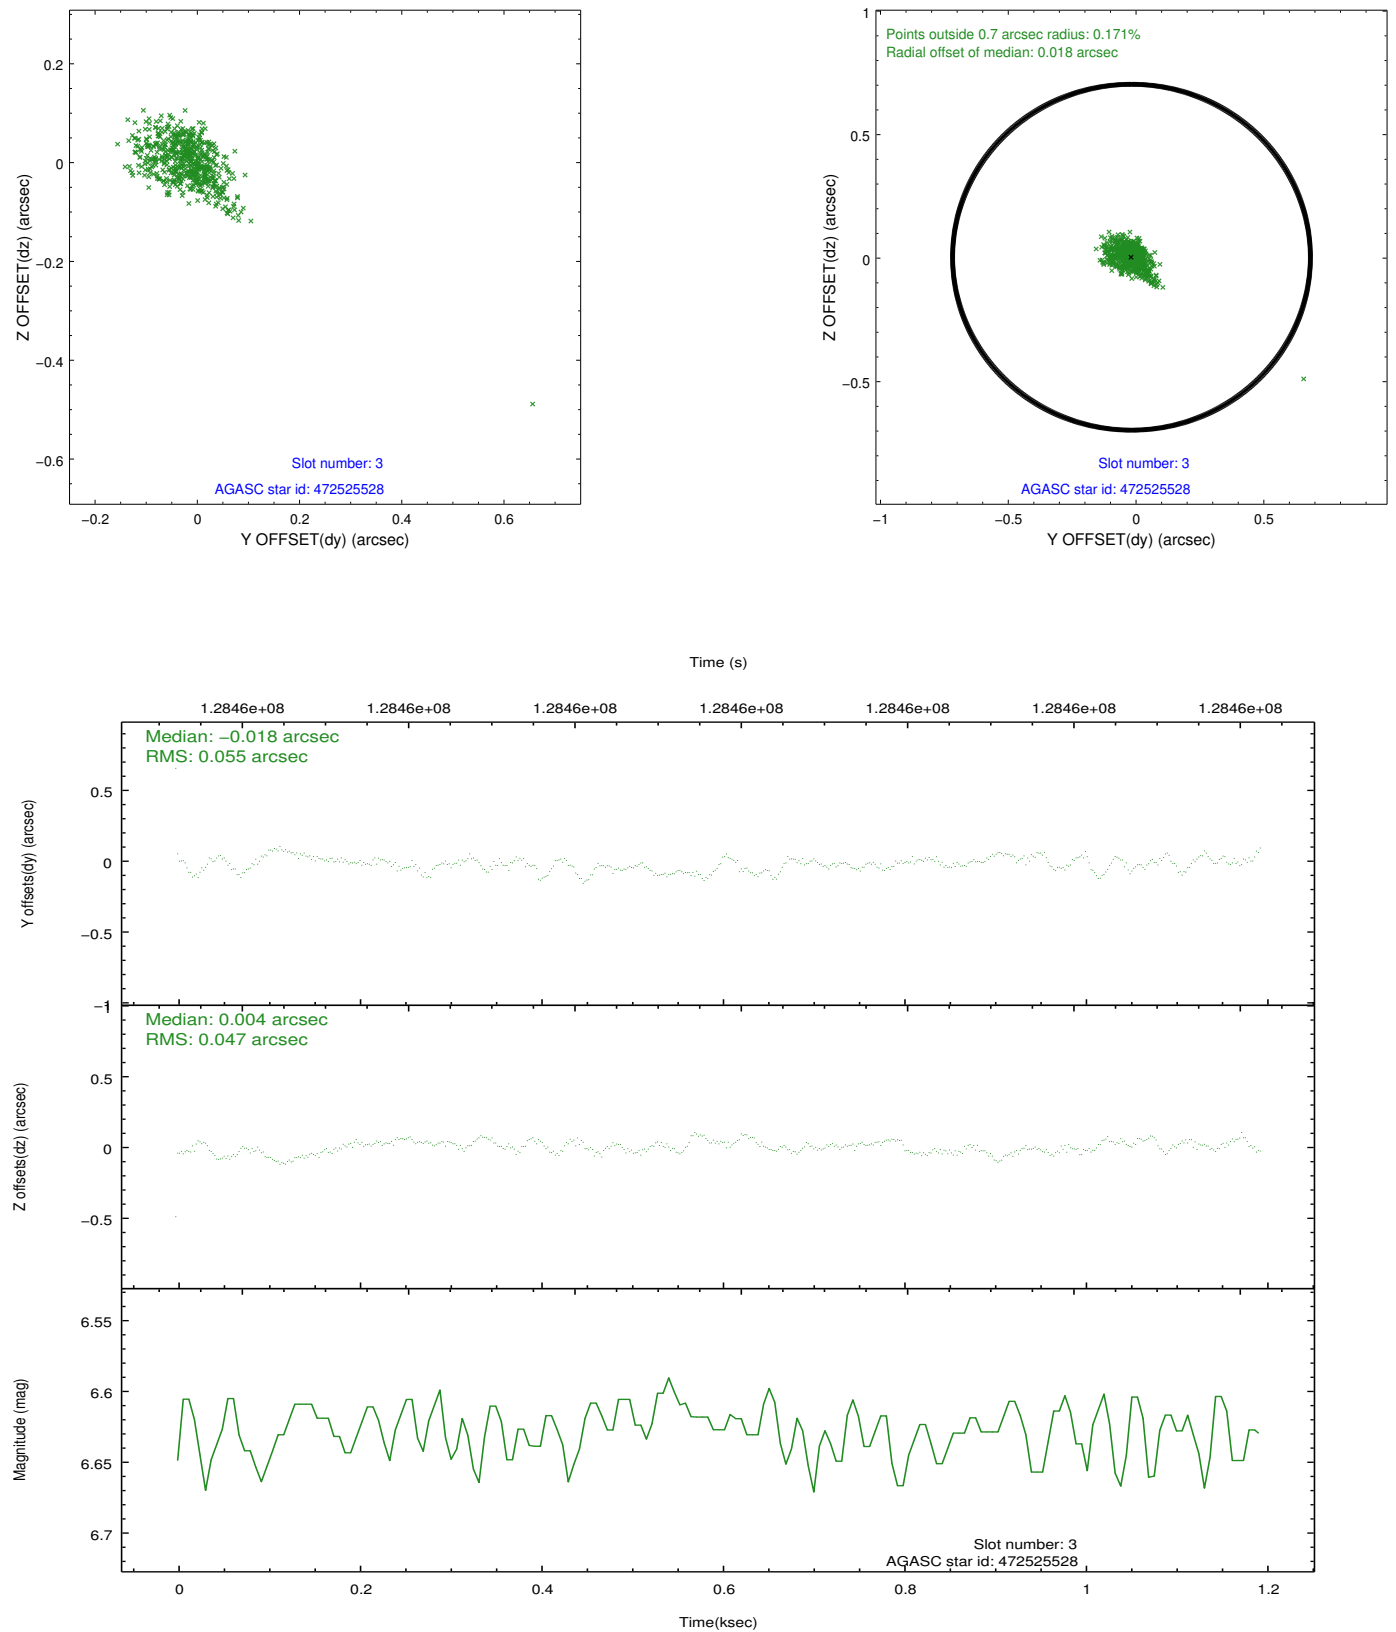 0.2
0
−0.2
−0.4
−0.6
Z OFFSET(dz) (arcsec)
Slot number: 3
AGASC star id: 472525528
−0.2 0 0.2 0.4 0.6
Y OFFSET(dy) (arcsec)
Points outside 0.7 arcsec radius: 0.171%
Radial offset of median: 0.018 arcsec
1
0.5
0
−0.5
Z OFFSET(dz) (arcsec)
Slot number: 3
AGASC star id: 472525528
−1 −0.5 0 0.5
Y OFFSET(dy) (arcsec)
Time (s)
1.2846e+08 1.2846e+08 1.2846e+08 1.2846e+08 1.2846e+08 1.2846e+08 1.2846e+08
Median: −0.018 arcsec
RMS: 0.055 arcsec
0.5
0
−0.5
−1
Y offsets(dy) (arcsec)
Median: 0.004 arcsec
RMS: 0.047 arcsec
1
0.5
0
−0.5
Z offsets(dz) (arcsec)
6.55
6.6
6.65
6.7
Magnitude (mag)
Slot number: 3
AGASC star id: 472525528
0 0.2 0.4 0.6 0.8 1 1.2
Time(ksec)